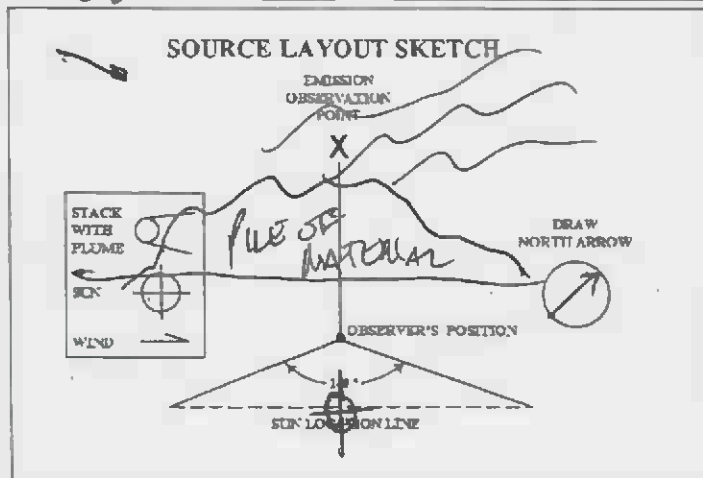 SOURCE LAYOUT SKETCH
EMISSION
OBSERVATION
POINT
X
STACK
WITH
PLUME
SUN
WIND
PILE OF
MATERIAL
DRAW
NORTH ARROW
OBSERVER'S POSITION
SUN LOCATION LINE